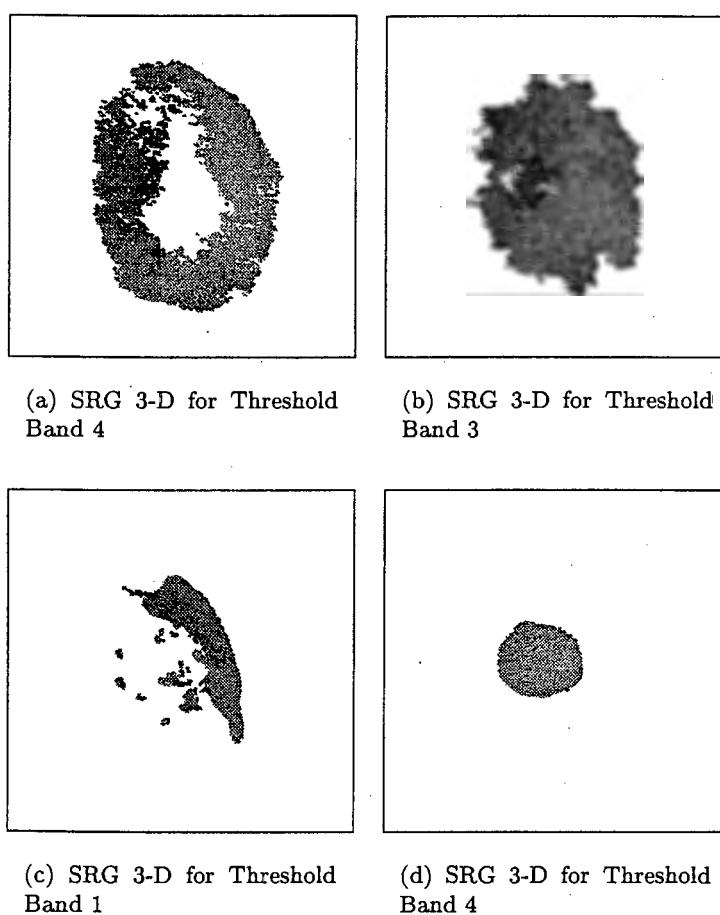 (a) SRG 3-D for Threshold
Band 4
(b) SRG 3-D for Threshold
Band 3
(c) SRG 3-D for Threshold
Band 1
(d) SRG 3-D for Threshold
Band 4